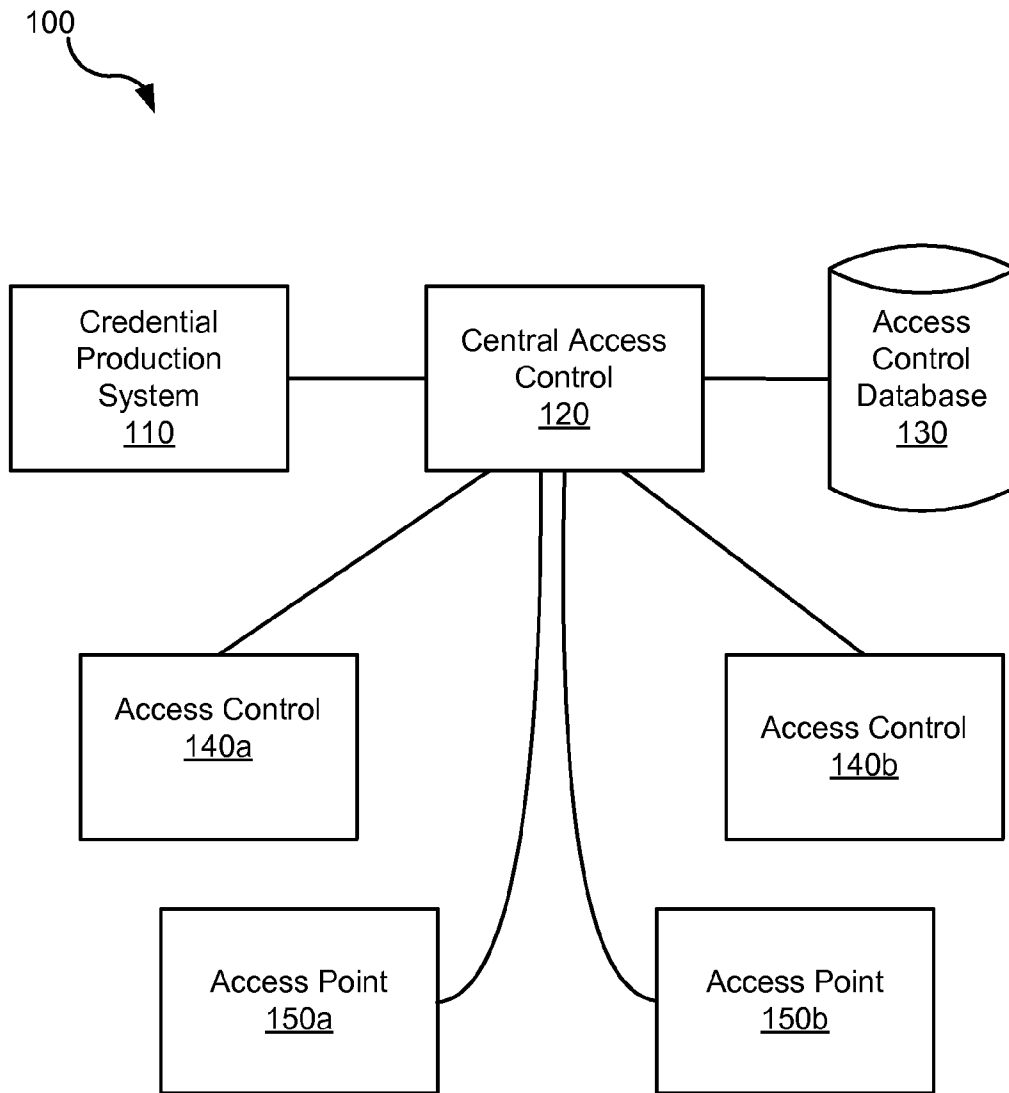 100
Credential
Production
System
110
Central Access
Control
120
Access
Control
Database
130
Access Control
140a
Access Control
140b
Access Point
150a
Access Point
150b